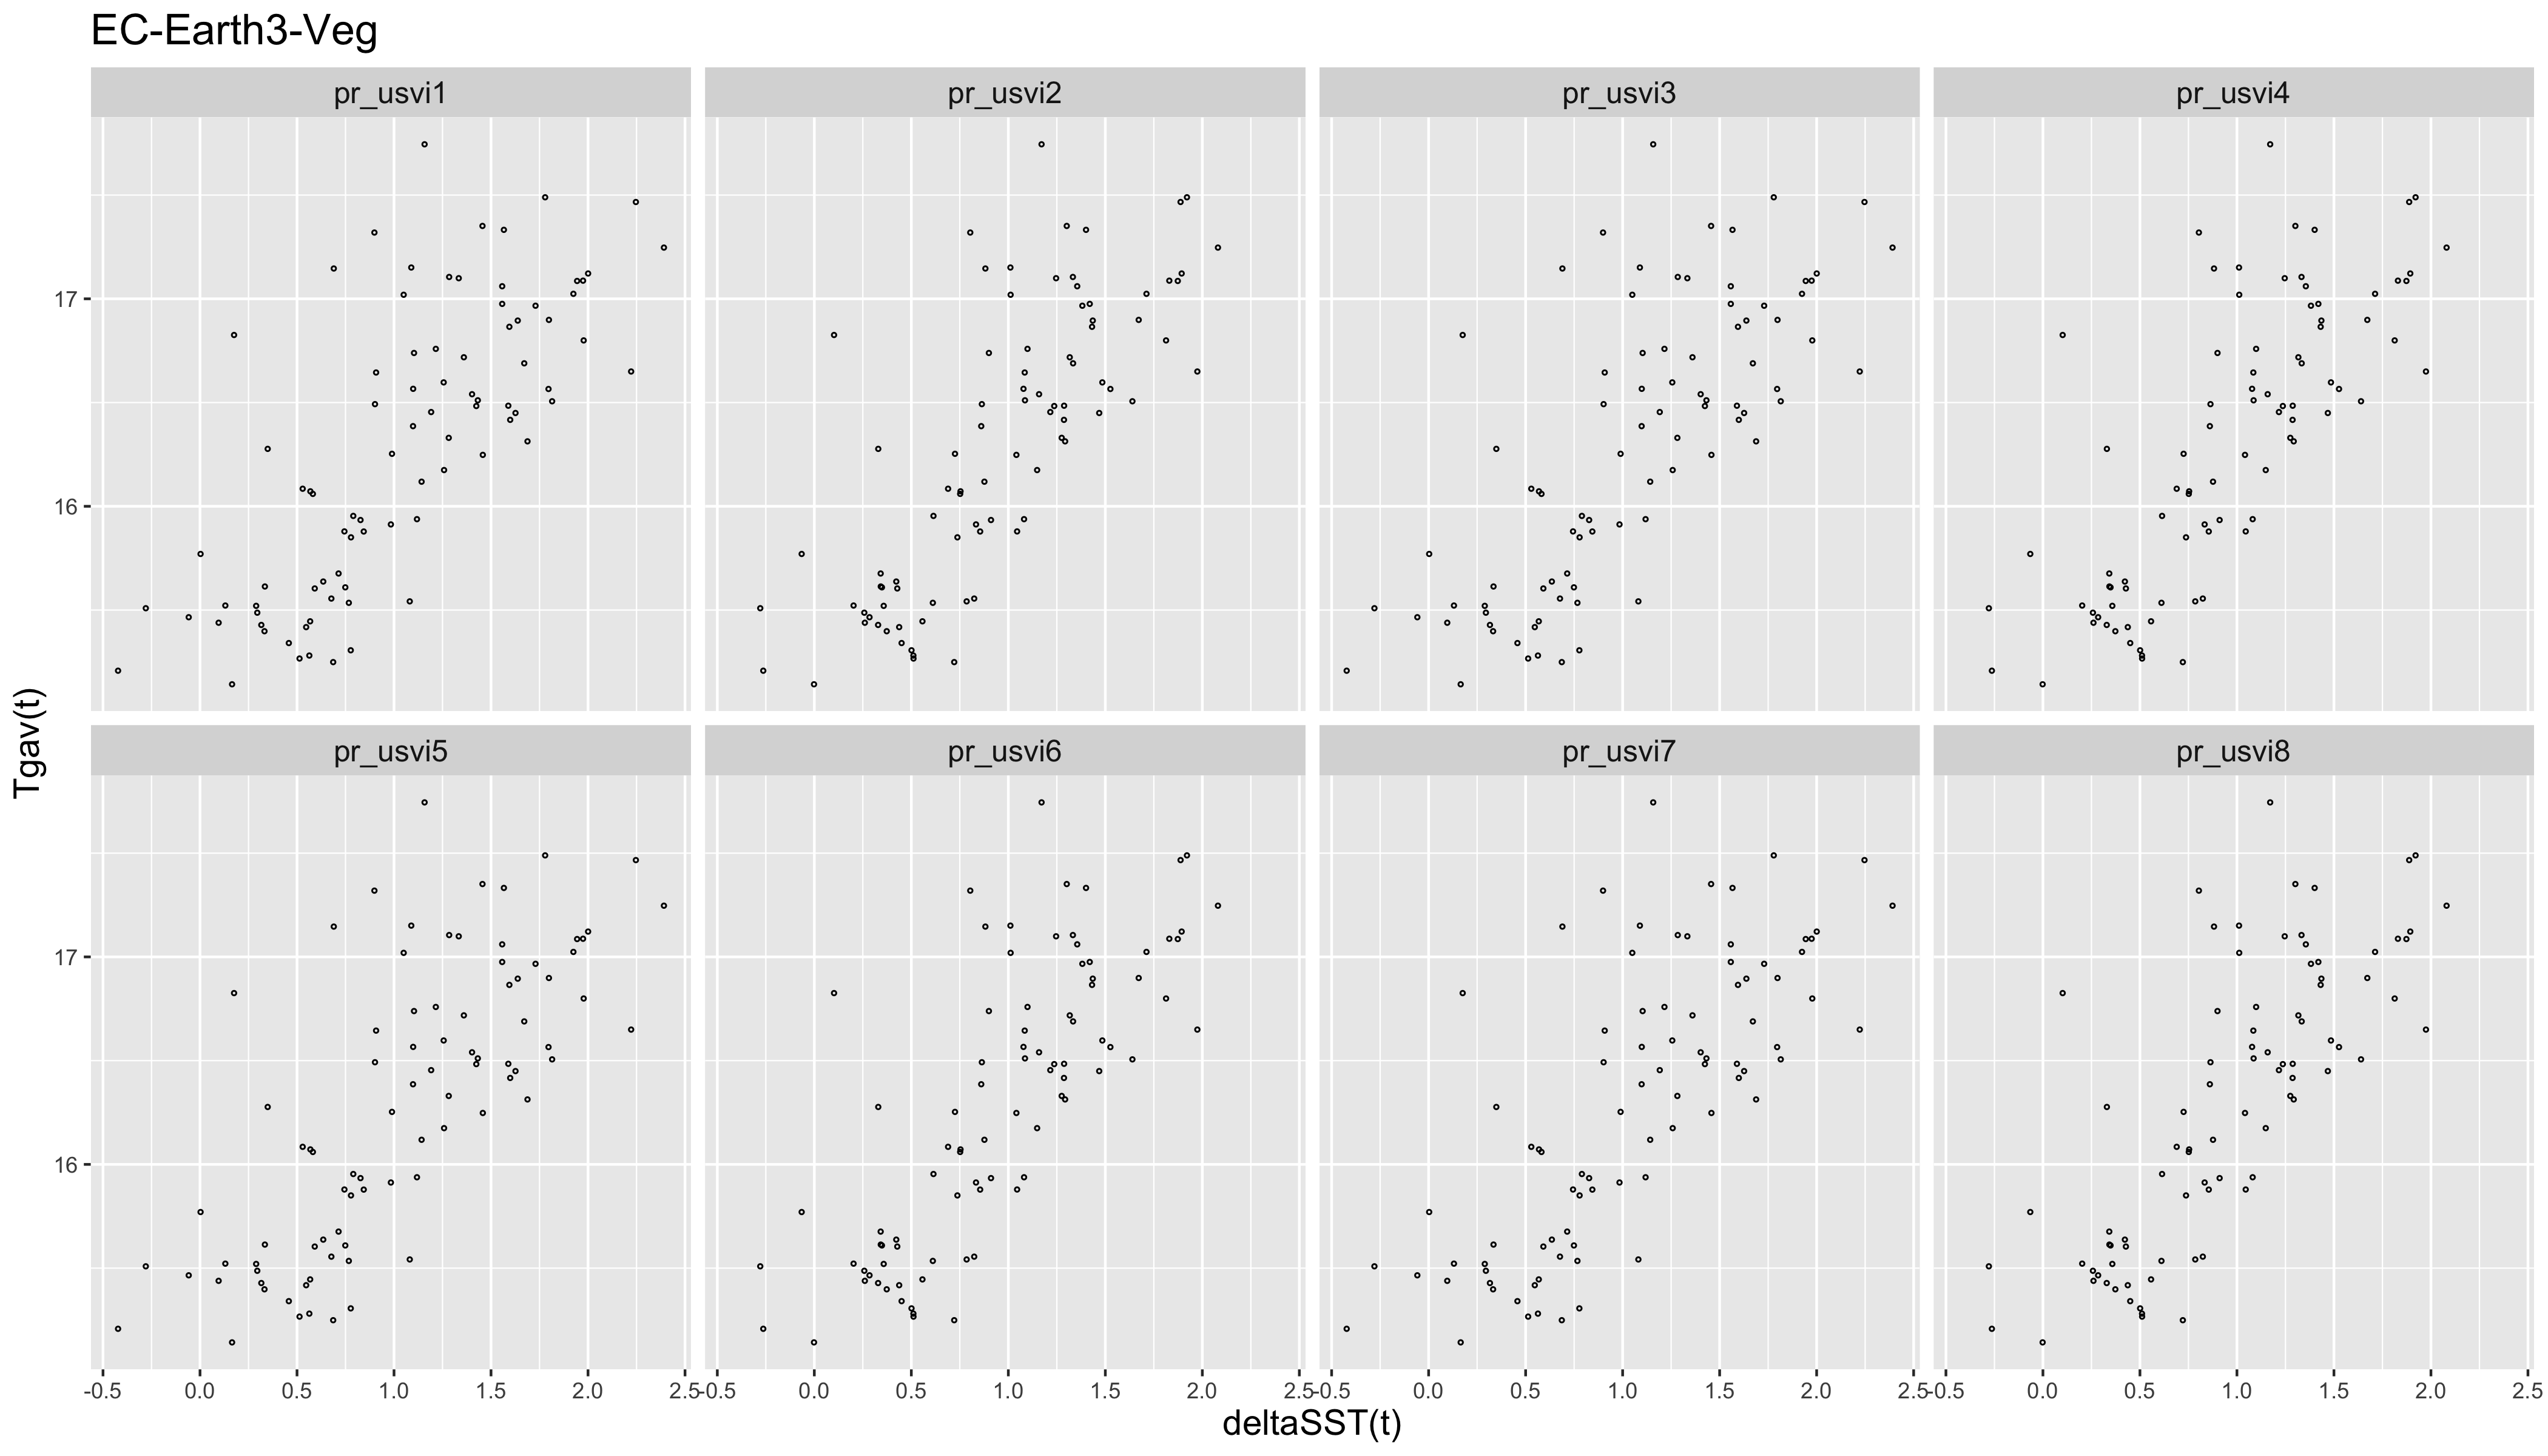 EC-Earth3-Veg
pr_usvi1 pr_usvi2 pr_usvi3 pr_usvi4
17
16
pr_usvi5 pr_usvi6 pr_usvi7 pr_usvi8
17
16
Tgav(t)
-0.5 0.0 0.5 1.0 1.5 2.0 2.5 -0.5 0.0 0.5 1.0 1.5 2.0 2.5 -0.5 0.0 0.5 1.0 1.5 2.0 2.5 -0.5 0.0 0.5 1.0 1.5 2.0 2.5
deltaSST(t)